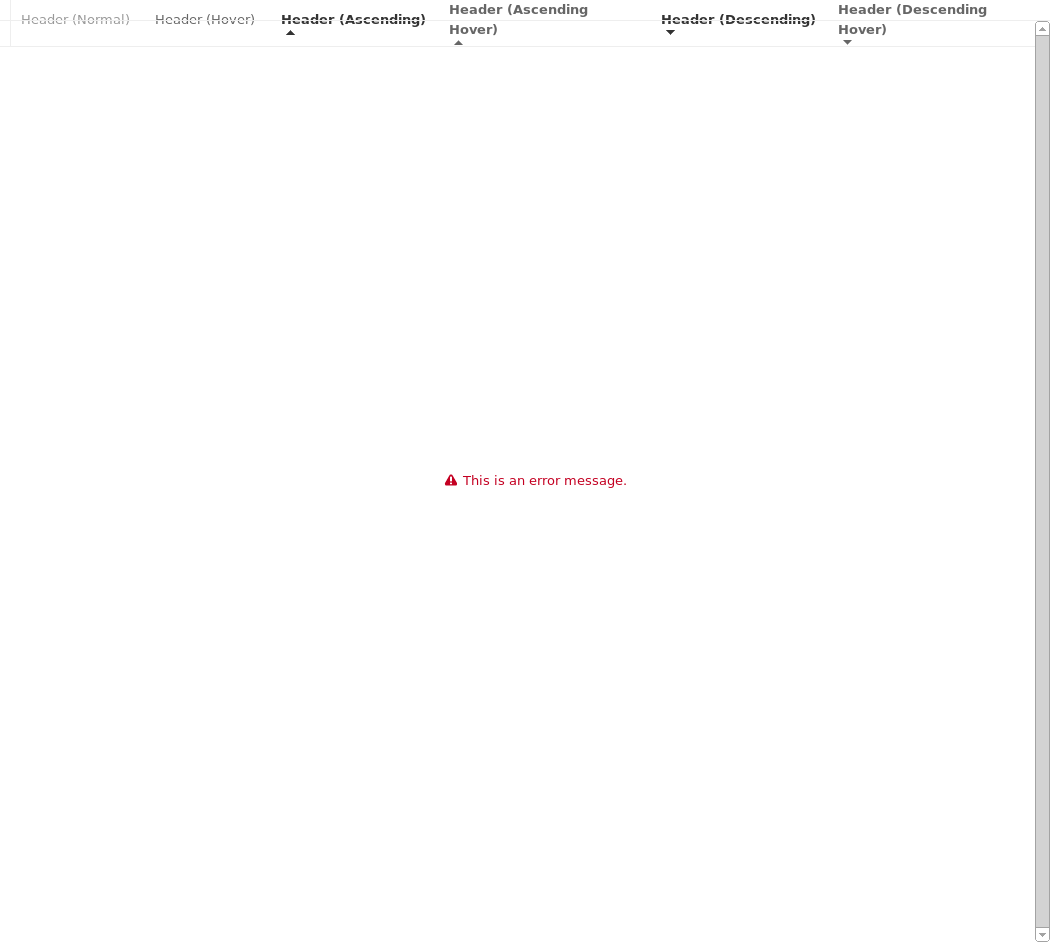 Header (Normal)
Header (Hover)
Header (Ascending)
Header (Ascending
Hover)
Header (Descending)
Header (Descending
Hover)
This is an error message.